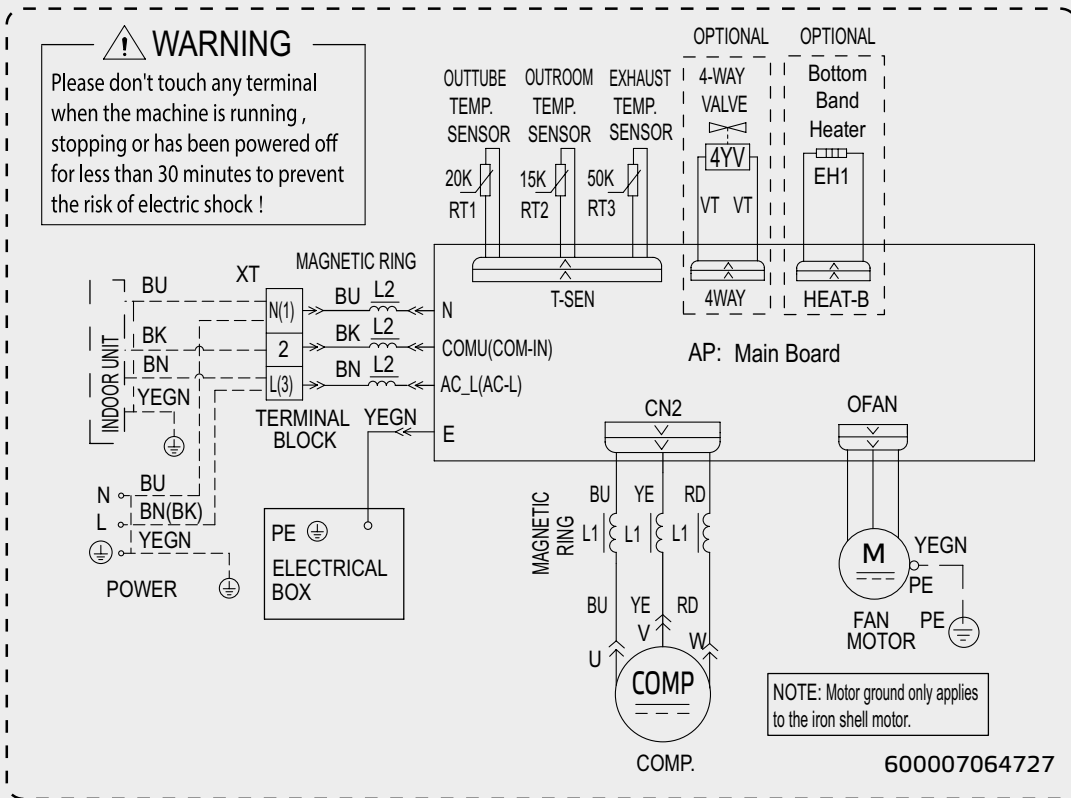 WARNING
Please don't touch any terminal
when the machine is running ,
stopping or has been powered off
for less than 30 minutes to prevent
the risk of electric shock !
OUTTUBE
TEMP.
SENSOR
OUTROOM
TEMP.
SENSOR
EXHAUST
TEMP.
SENSOR
OPTIONAL
4-WAY
VALVE
4YV
VT VT
4WAY
OPTIONAL
Bottom
Band
Heater
EH1
HEAT-B
20K
RT1
15K
RT2
50K
RT3
T-SEN
XT
MAGNETIC RING
INDOOR UNIT
BU
BK
BN
YEGN
N(1)
2
L(3)
TERMINAL
BLOCK
BU L2
BK L2
BN L2
YEGN
N
COMU(COM-IN)
AC_L(AC-L)
E
AP: Main Board
N BU
L BN(BK)
YEGN
POWER
PE
ELECTRICAL
BOX
CN2
MAGNETIC
RING
BU YE RD
L1 L1 L1
BU YE RD
U V W
COMP
COMP.
OFAN
M
YEGN
PE
PE
FAN
MOTOR
NOTE: Motor ground only applies
to the iron shell motor.
600007064727